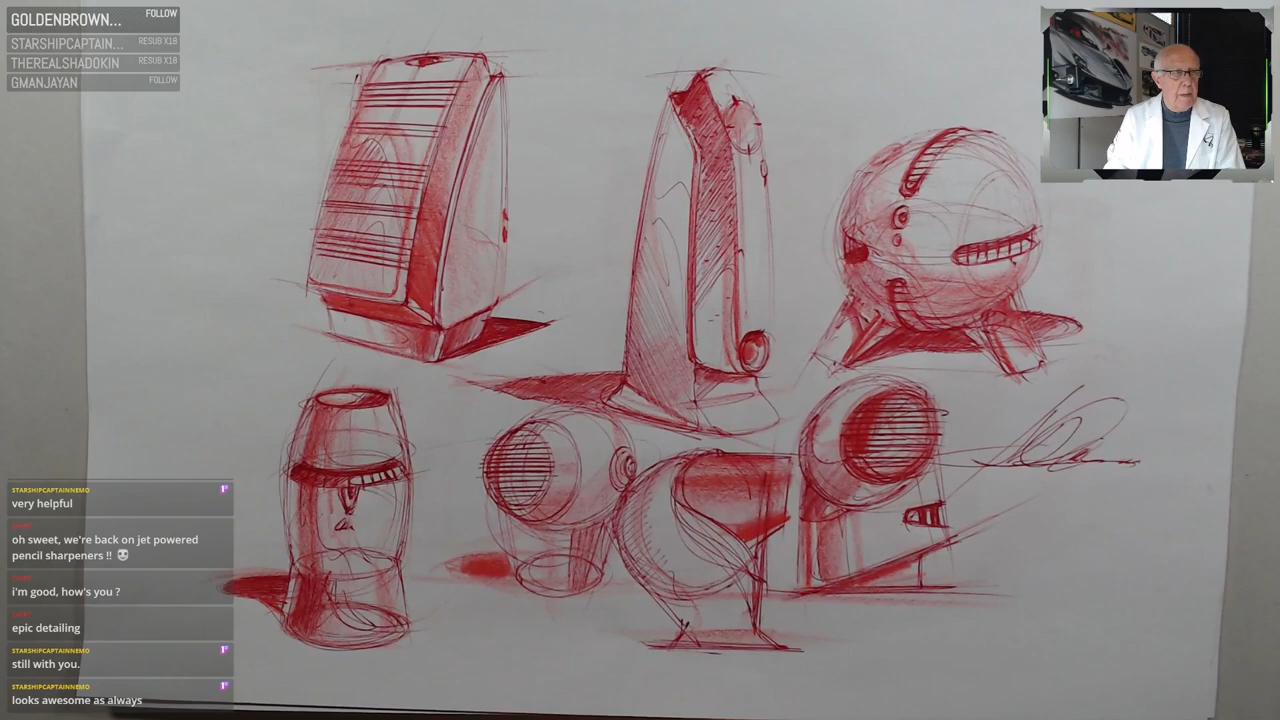 GOLDENBROWN... FOLLOW
STARSHIPCAPTAIN... RESUB X18
THEREALSHADOKIN RESUB X10
GMANJAYAN FOLLOW
STARSHIPCAPTAINNEMO
very helpful
oh sweet, we're back on jet powered
pencil sharpeners !!
i'm good, how's you ?
epic detailing
STARSHIPCAPTAINNEMO
still with you.
STARSHIPCAPTAINNEMO
looks awesome as always